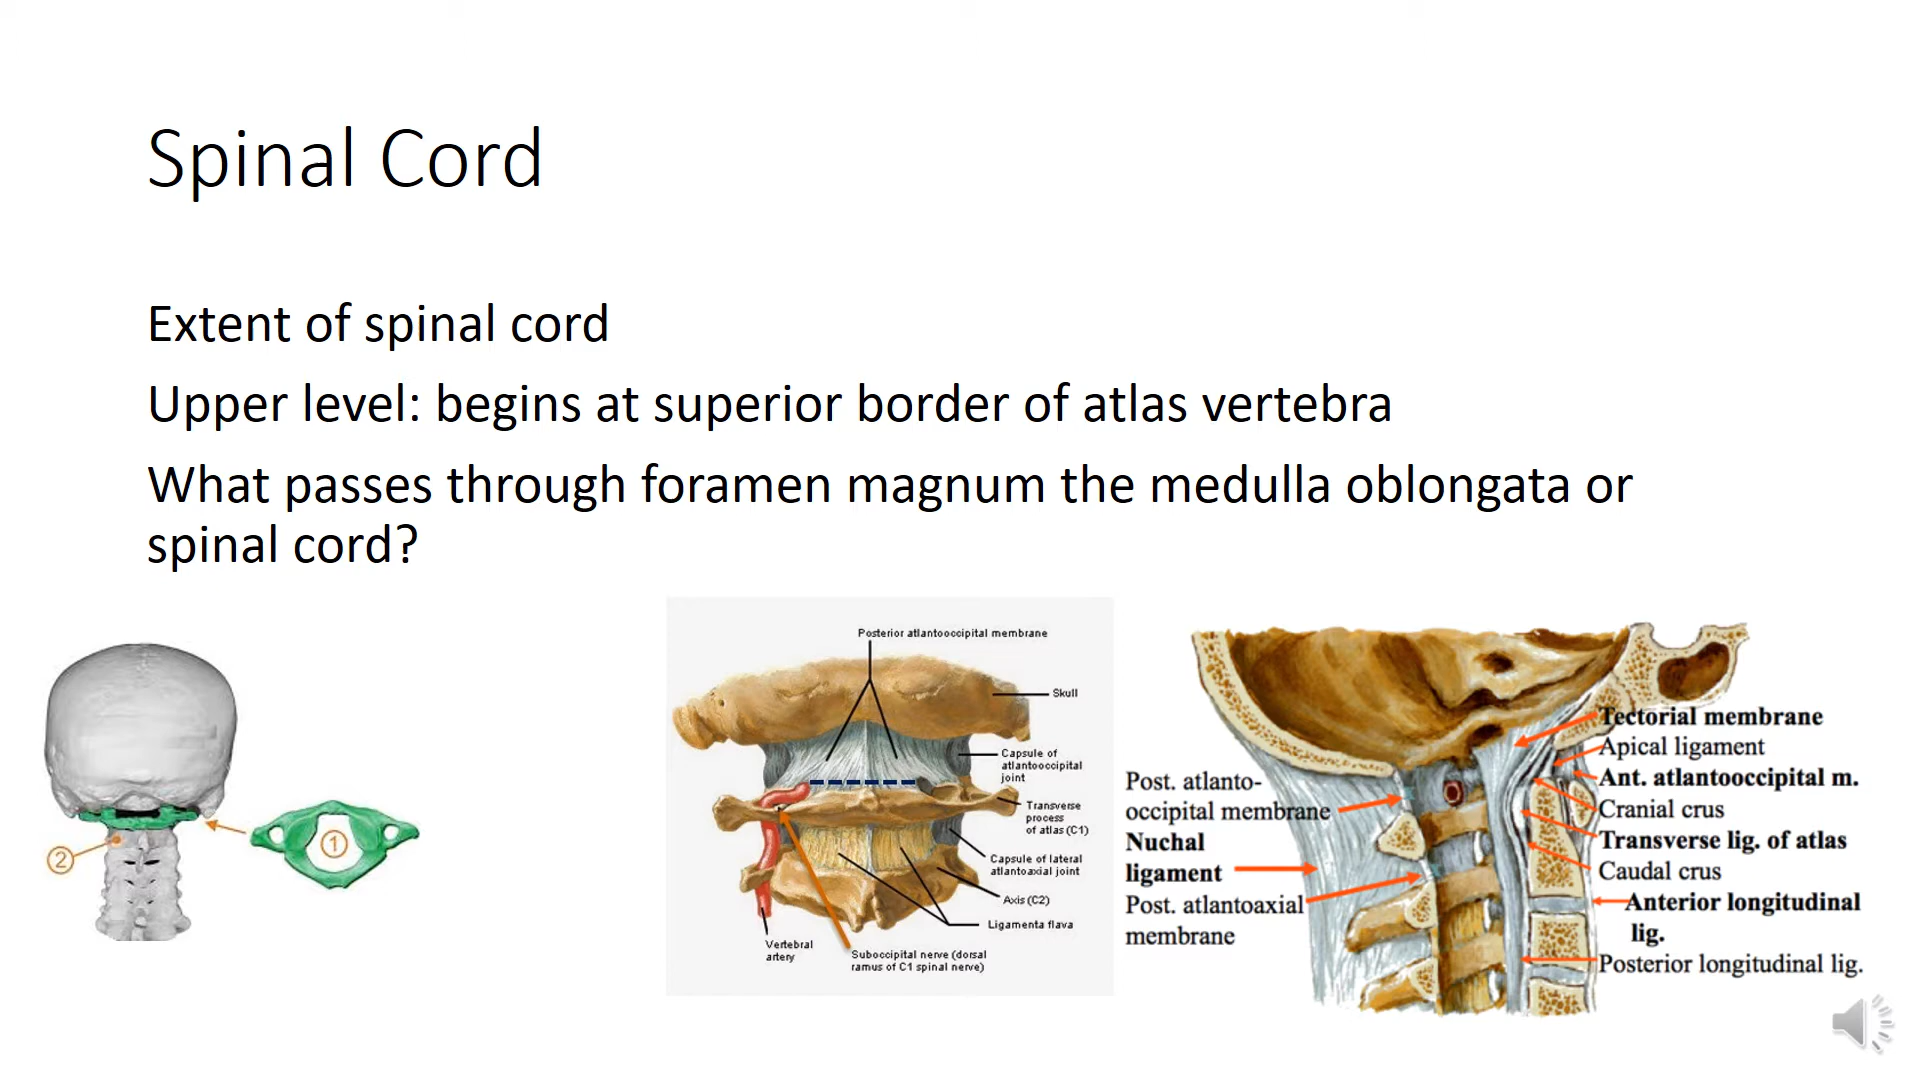 Spinal Cord
Extent of spinal cord
Upper level: begins at superior border of atlas vertebra
What passes through foramen magnum the medulla oblongata or
spinal cord?
1
2
Posterior atlantooccipital membrane
Skull
Capsule of
atlantooccipital
joint
Transverse
process
of atlas (C1)
Capsule of lateral
atlantoaxial joint
Axis (C2)
Ligamenta flava
Vertebral
artery
Suboccipital nerve (dorsal
ramus of C1 spinal nerve)
Post. atlanto-
occipital membrane
Nuchal
ligament
Post. atlantoaxial
membrane
Tectorial membrane
Apical ligament
Ant. atlantooccipital m.
Cranial crus
Transverse lig. of atlas
Caudal crus
Anterior longitudinal
lig.
Posterior longitudinal lig.